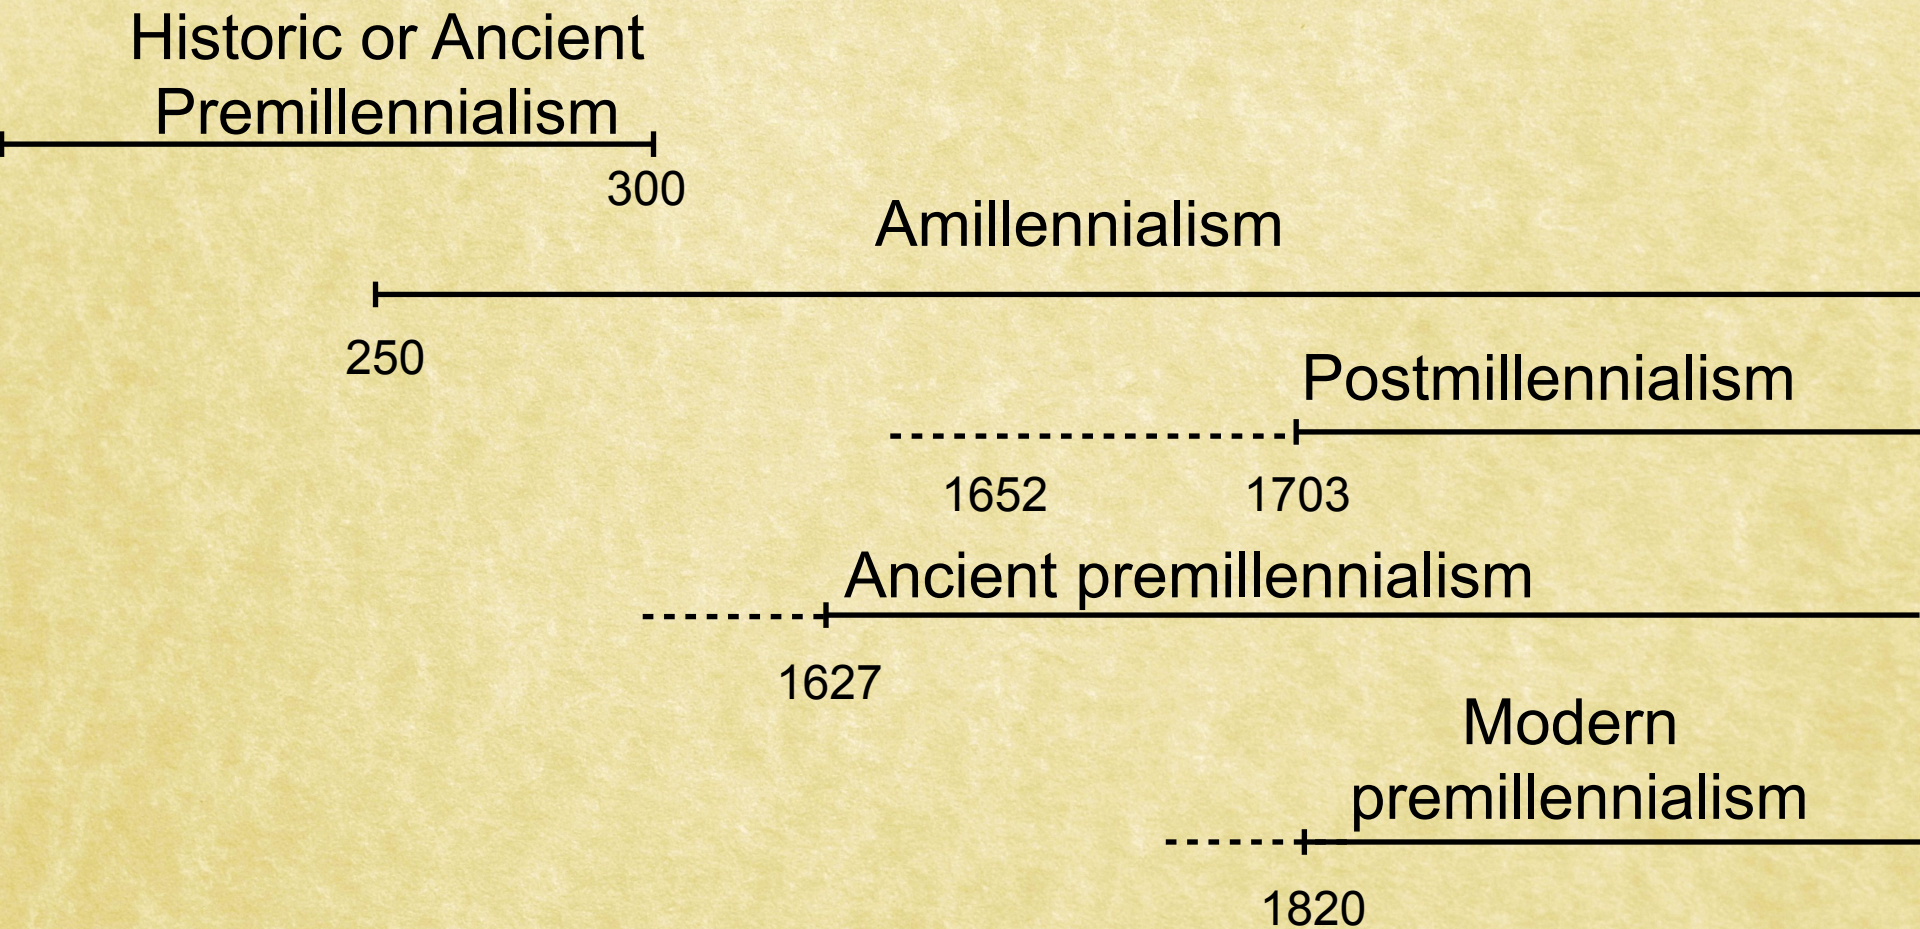 Historic or Ancient
Premillennialism
300
Amillennialism
250
Postmillennialism
1652 1703
Ancient premillennialism
1627
Modern
premillennialism
1820